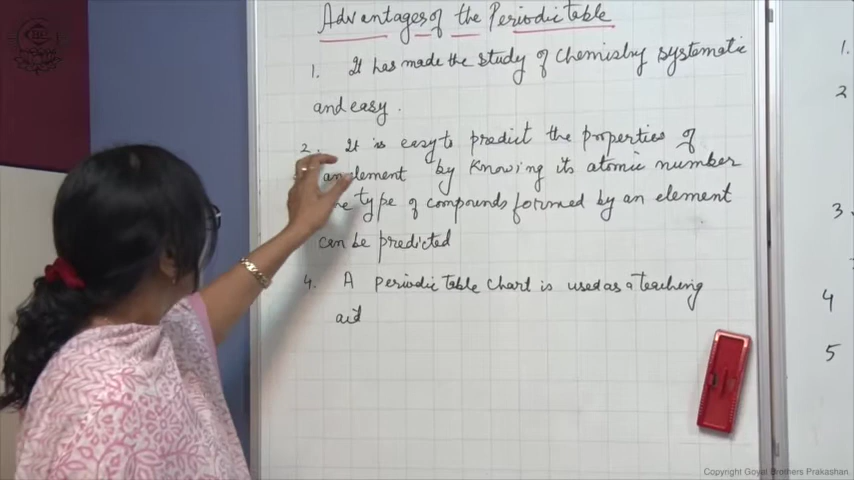 Advantages of the Periodic table
1. It has made the study of Chemistry systematic
and easy.
2. It is easy to predict the properties of
an element by knowing its atomic number
type of compounds formed by an element
can be predicted
4. A Periodic Table Chart is used as a teaching
aid
1.
2
3
4
5
Copyright Goyal Brothers Prakashan